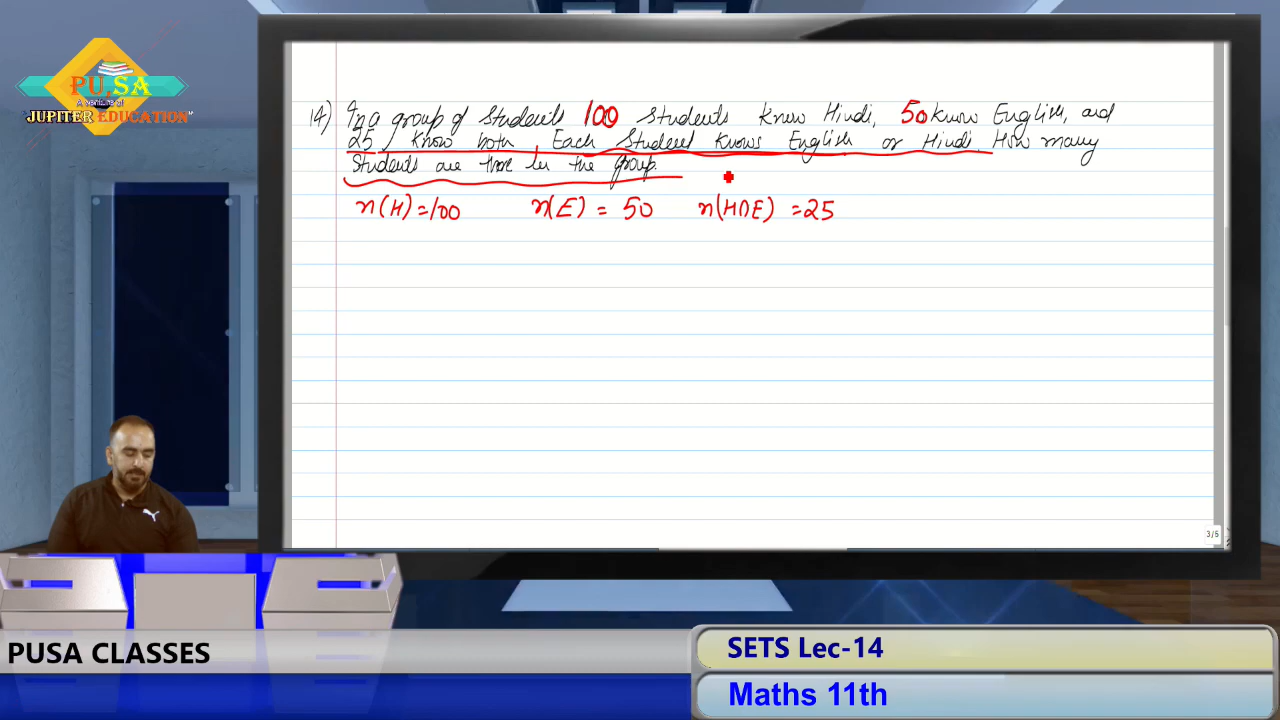 PU,SA
A venture of
"JUPITER EDUCATION"
14) In a group of students 100 students know Hindi, 50 know English, and
25 know both, Each student knows English or Hindi. How many
students are there in the group.
n(H)=100 n(E) = 50 n(H∩E) =25
3/5
PUSA CLASSES
SETS Lec-14
Maths 11th